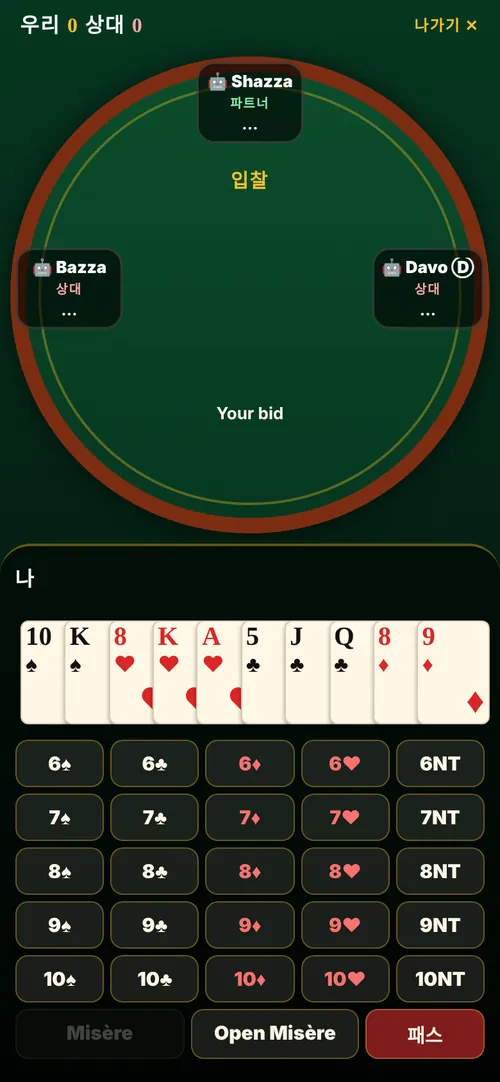 우리 0 상대 0 나가기 ✕
🤖 Shazza
파트너
...
입찰
🤖 Bazza
상대
...
🤖 Davo Ⓓ
상대
...
Your bid
나
10 K 8 K A 5 J Q 8 9
♠ ♠ ♥ ♥ ♥ ♣ ♣ ♣ ♦ ♦
6♠ 6♣ 6♦ 6♥ 6NT
7♠ 7♣ 7♦ 7♥ 7NT
8♠ 8♣ 8♦ 8♥ 8NT
9♠ 9♣ 9♦ 9♥ 9NT
10♠ 10♣ 10♦ 10♥ 10NT
Misère Open Misère 패스